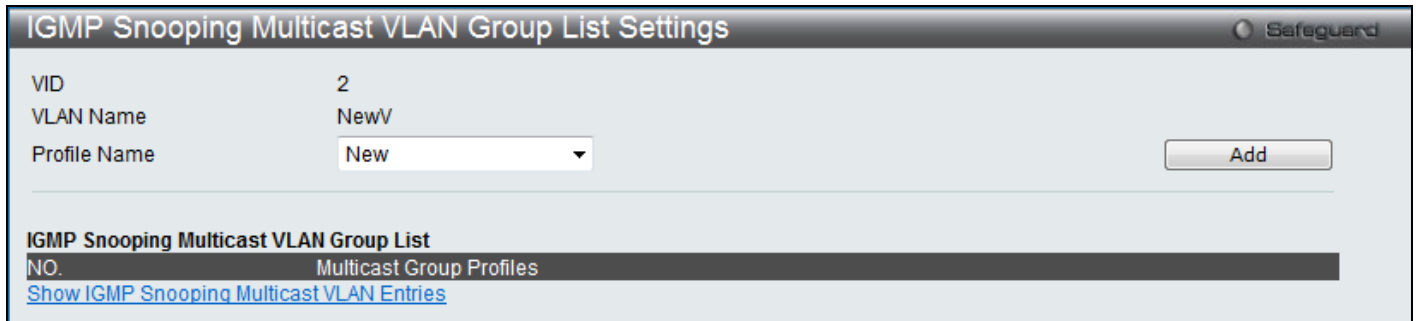 IGMP Snooping Multicast VLAN Group List Settings Safeguard
VID 2
VLAN Name NewV
Profile Name New Add
IGMP Snooping Multicast VLAN Group List
NO. Multicast Group Profiles
Show IGMP Snooping Multicast VLAN Entries